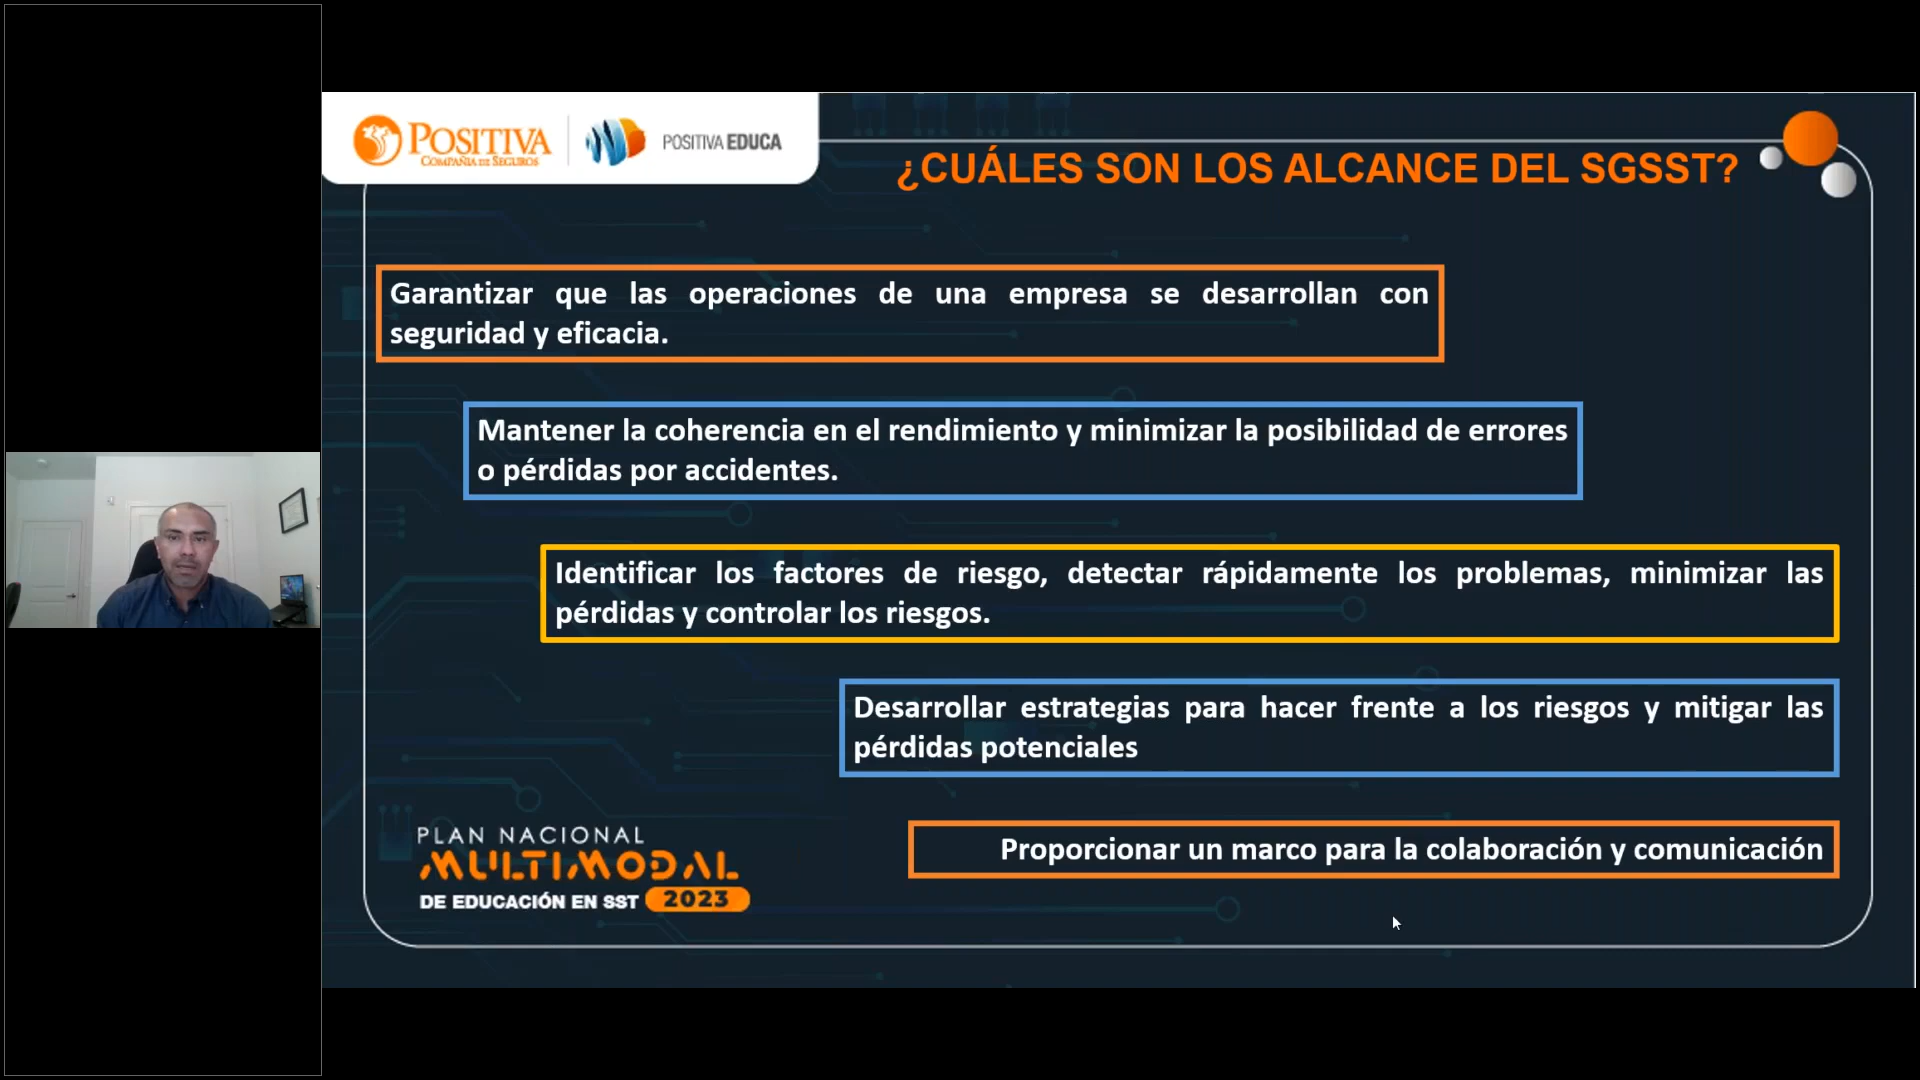 POSITIVA
COMPAÑÍA DE SEGUROS
POSITIVA EDUCA
¿CUÁLES SON LOS ALCANCE DEL SGSST?
Garantizar que las operaciones de una empresa se desarrollan con
seguridad y eficacia.
Mantener la coherencia en el rendimiento y minimizar la posibilidad de errores
o pérdidas por accidentes.
Identificar los factores de riesgo, detectar rápidamente los problemas, minimizar las
pérdidas y controlar los riesgos.
Desarrollar estrategias para hacer frente a los riesgos y mitigar las
pérdidas potenciales
Proporcionar un marco para la colaboración y comunicación
PLAN NACIONAL
MULTIMODAL
DE EDUCACIÓN EN SST 2023